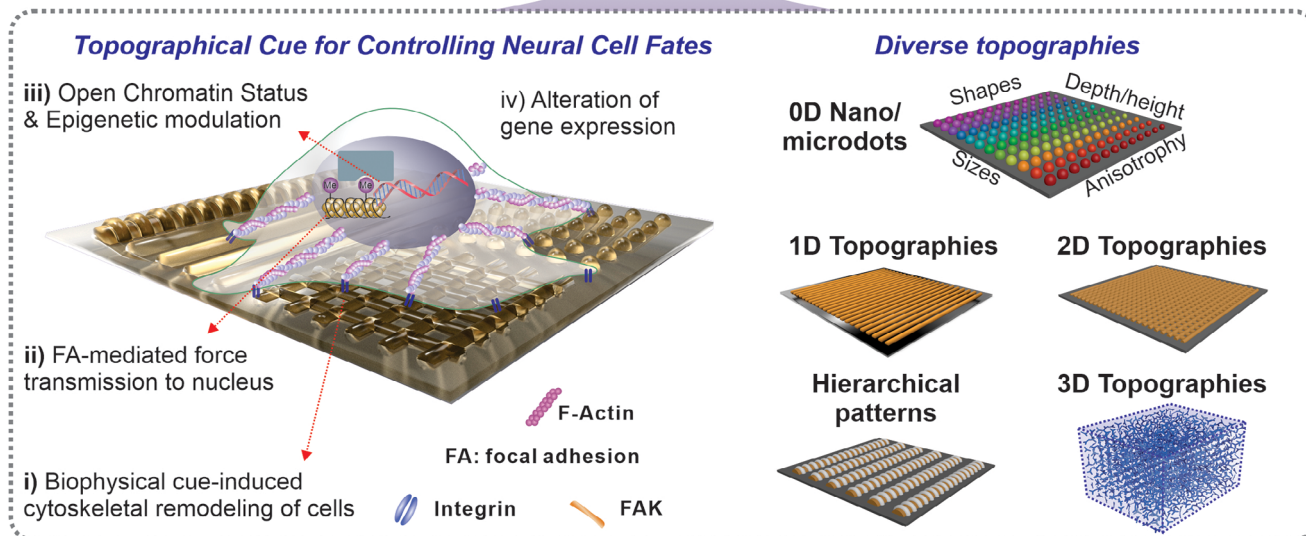 Topographical Cue for Controlling Neural Cell Fates
iii) Open Chromatin Status
& Epigenetic modulation
iv) Alteration of
gene expression
Me
Me
ii) FA-mediated force
transmission to nucleus
F-Actin
FA: focal adhesion
i) Biophysical cue-induced
cytoskeletal remodeling of cells
Integrin
FAK
Diverse topographies
0D Nano/
microdots
Shapes
Depth/height
Sizes
Anisotropy
1D Topographies
2D Topographies
Hierarchical
patterns
3D Topographies